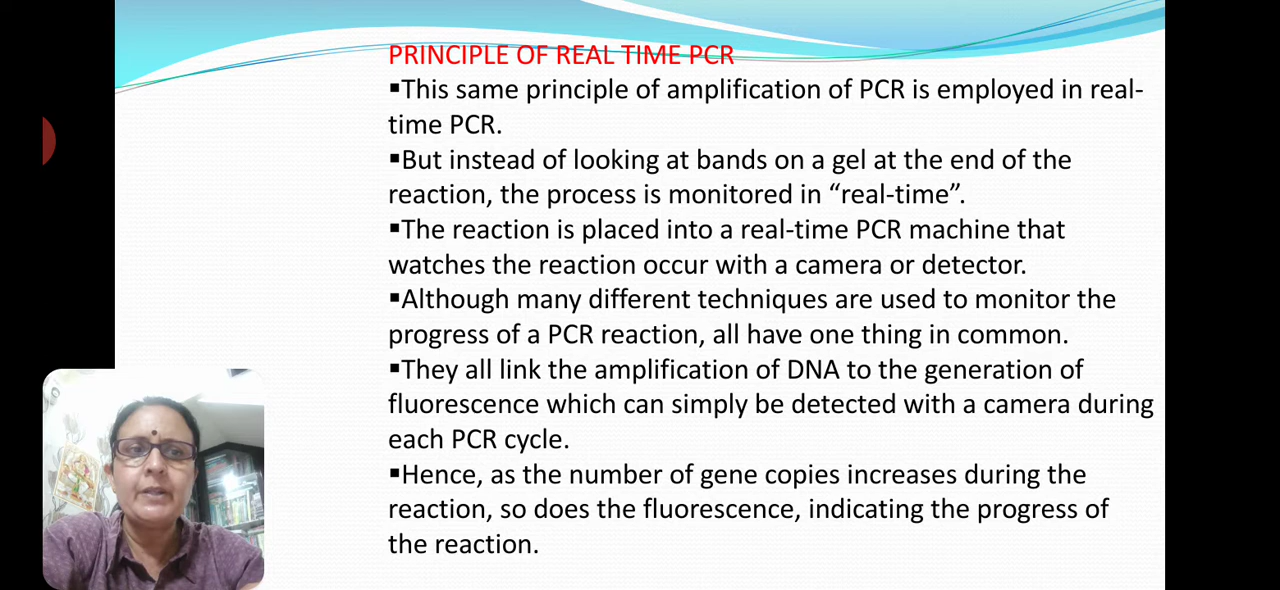 PRINCIPLE OF REAL TIME PCR
▪This same principle of amplification of PCR is employed in real-
time PCR.
▪But instead of looking at bands on a gel at the end of the
reaction, the process is monitored in “real-time”.
▪The reaction is placed into a real-time PCR machine that
watches the reaction occur with a camera or detector.
▪Although many different techniques are used to monitor the
progress of a PCR reaction, all have one thing in common.
▪They all link the amplification of DNA to the generation of
fluorescence which can simply be detected with a camera during
each PCR cycle.
▪Hence, as the number of gene copies increases during the
reaction, so does the fluorescence, indicating the progress of
the reaction.